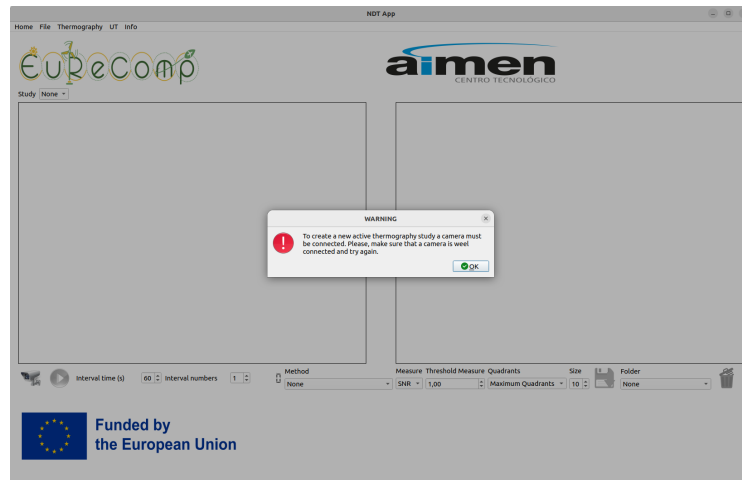 NDT App
Home File Thermography UT Info
EuReComp
aimen
CENTRO TECNOLÓGICO
Study None
WARNING
To create a new active thermography study a camera must
be connected. Please, make sure that a camera is weel
connected and try again.
OK
Interval time (s) 60 Interval numbers 1
Method
None
Measure Threshold Measure Quadrants Size Folder
SNR 1,00 Maximum Quadrants 10 None
Funded by
the European Union